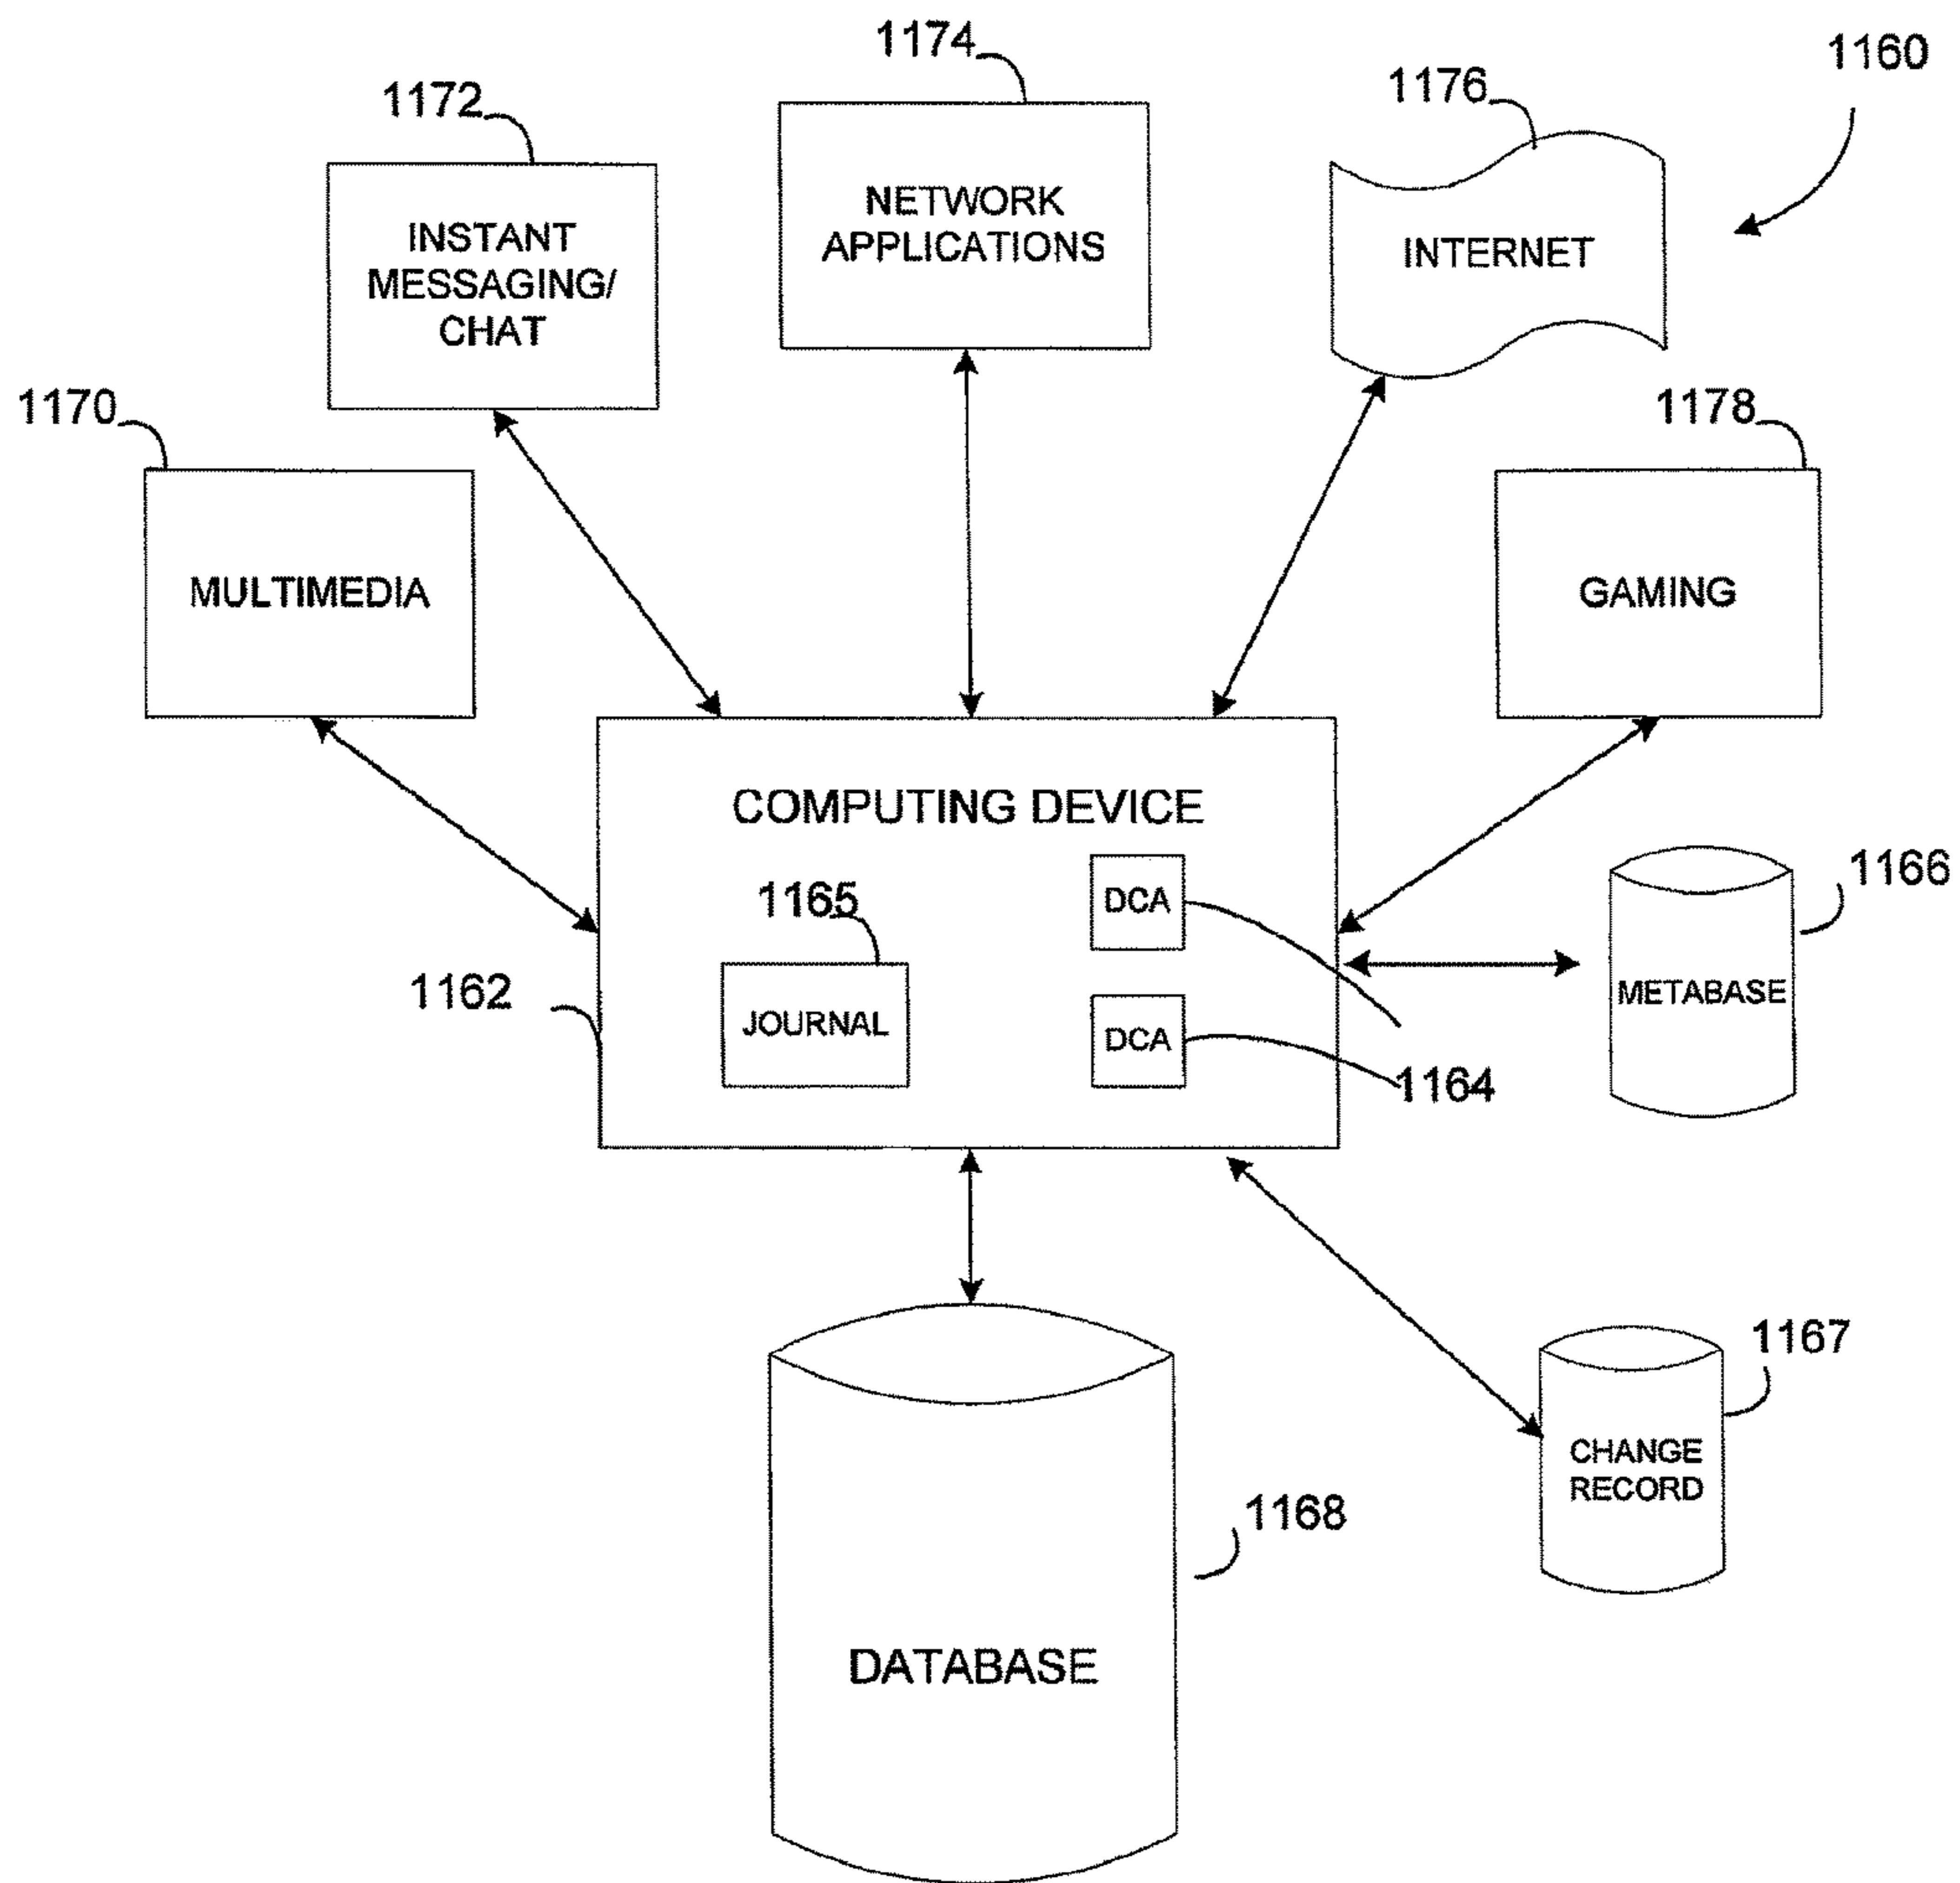 1174
1160
1172
1176
NETWORK
APPLICATIONS
INSTANT
MESSAGING/
CHAT
INTERNET
1170
1178
MULTIMEDIA
GAMING
COMPUTING DEVICE
1165
DCA
1166
1162
JOURNAL
DCA
METABASE
1164
1167
CHANGE
RECORD
1168
DATABASE